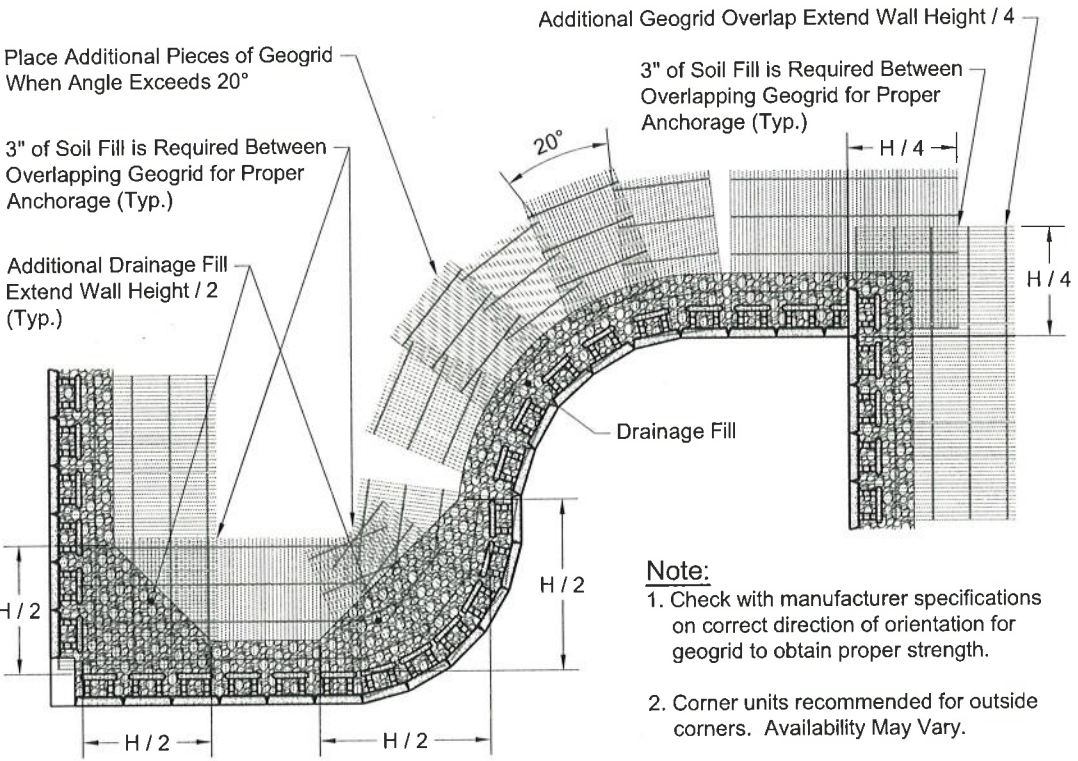 Additional Geogrid Overlap Extend Wall Height / 4
Place Additional Pieces of Geogrid
When Angle Exceeds 20°
3" of Soil Fill is Required Between
Overlapping Geogrid for Proper
Anchorage (Typ.)
20°
H / 4
3" of Soil Fill is Required Between
Overlapping Geogrid for Proper
Anchorage (Typ.)
Additional Drainage Fill
Extend Wall Height / 2
(Typ.)
H / 4
Drainage Fill
H / 2
H / 2
H / 2
H / 2
Note:
1. Check with manufacturer specifications
on correct direction of orientation for
geogrid to obtain proper strength.
2. Corner units recommended for outside
corners. Availability May Vary.